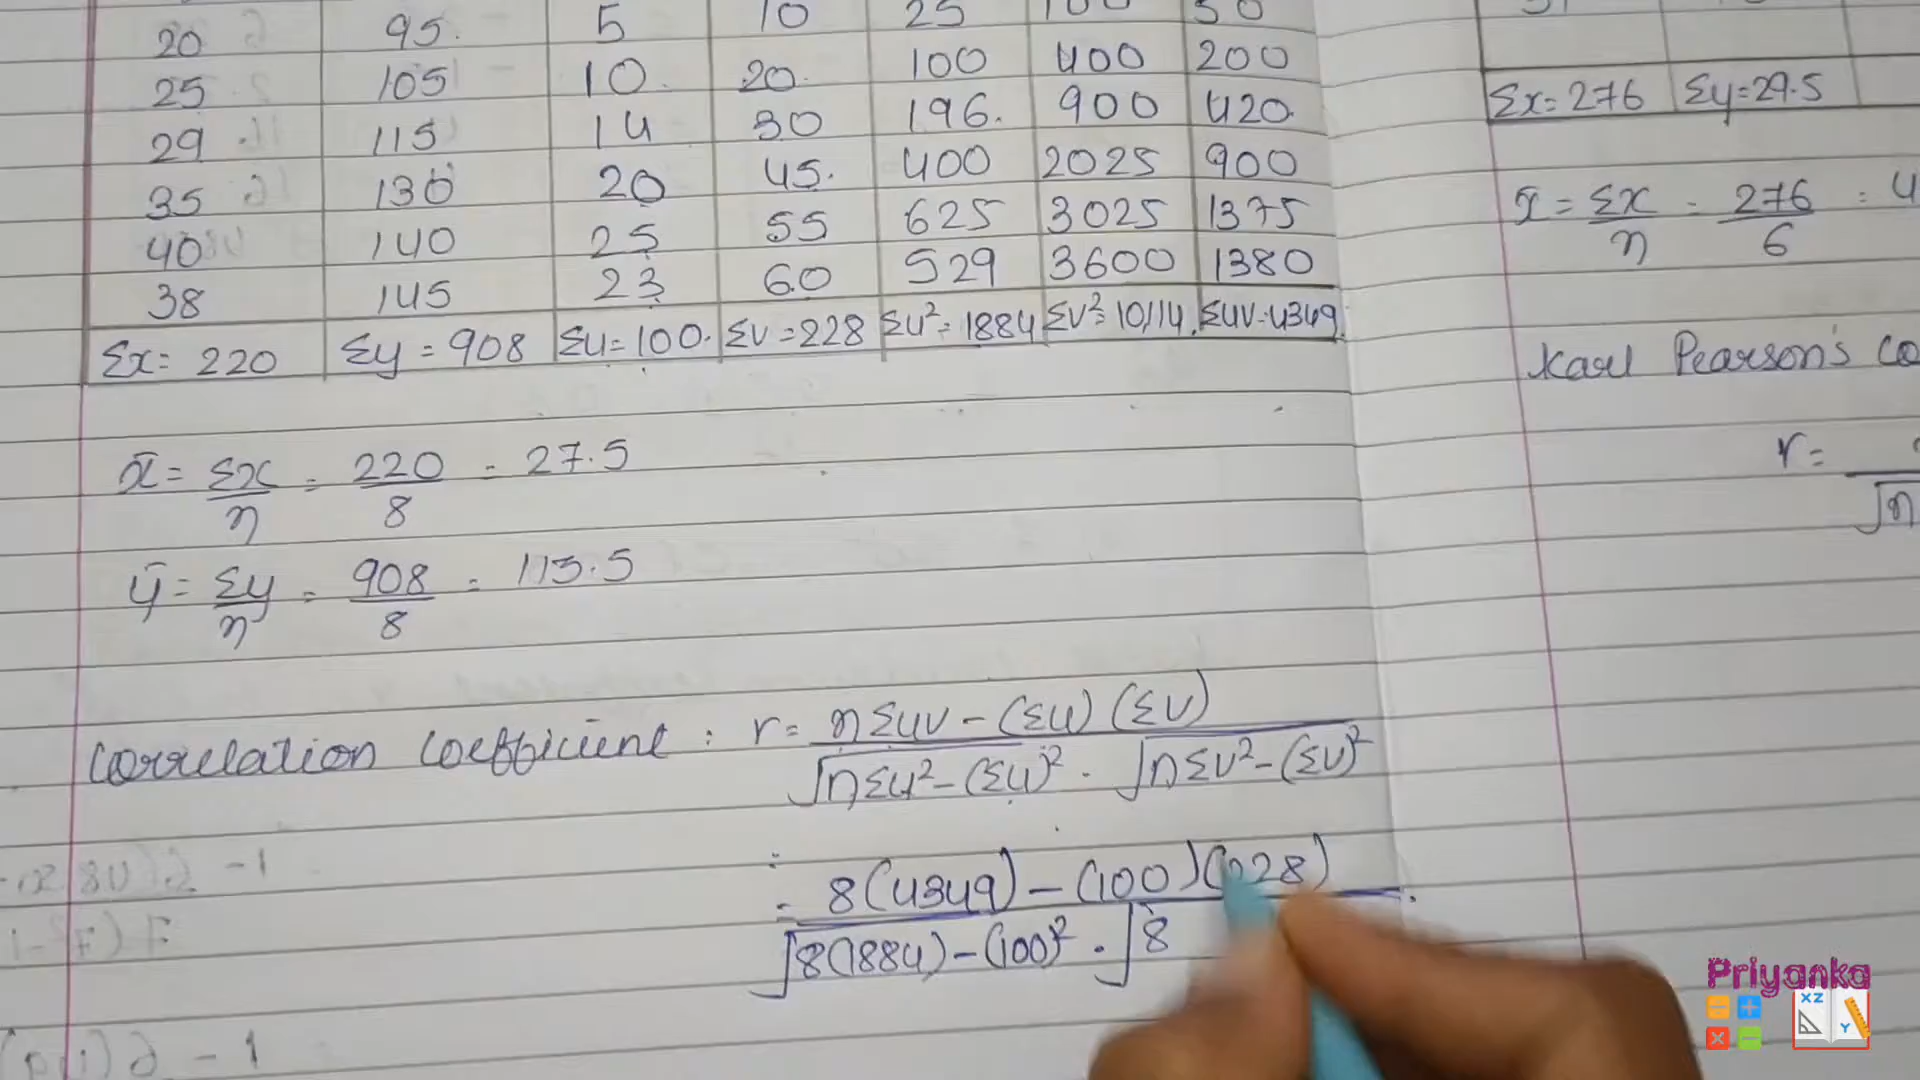 20 95. 5 10 25 100 50
25 105 10. 20. 100 400 200
29 115 14 30 196. 900 420.
35 130 20 45. 400 2025 900
40 140 25 55 625 3025 1375
38 145 23 60 529 3600 1380
Σx= 220 Σy = 908 Σu=100. Σv=228 Σu²=1884 Σv²=10,114. Σuv=4349.
x̄ = Σx/n = 220/8 = 27.5
ȳ = Σy/n = 908/8 = 113.5
Correlation Coefficient : r = nΣuv - (Σu)(Σv) / √nΣu² - (Σu)² . √nΣv² - (Σv)²
= 8(4349) - (100)(228) / √8(1884) - (100)² . √8
Σx=276 Σy=29.5
x̄ = Σx/n = 276/6 = 4
Karl Pearson's Co
r= 
√n
Priyanka
XZ
Y